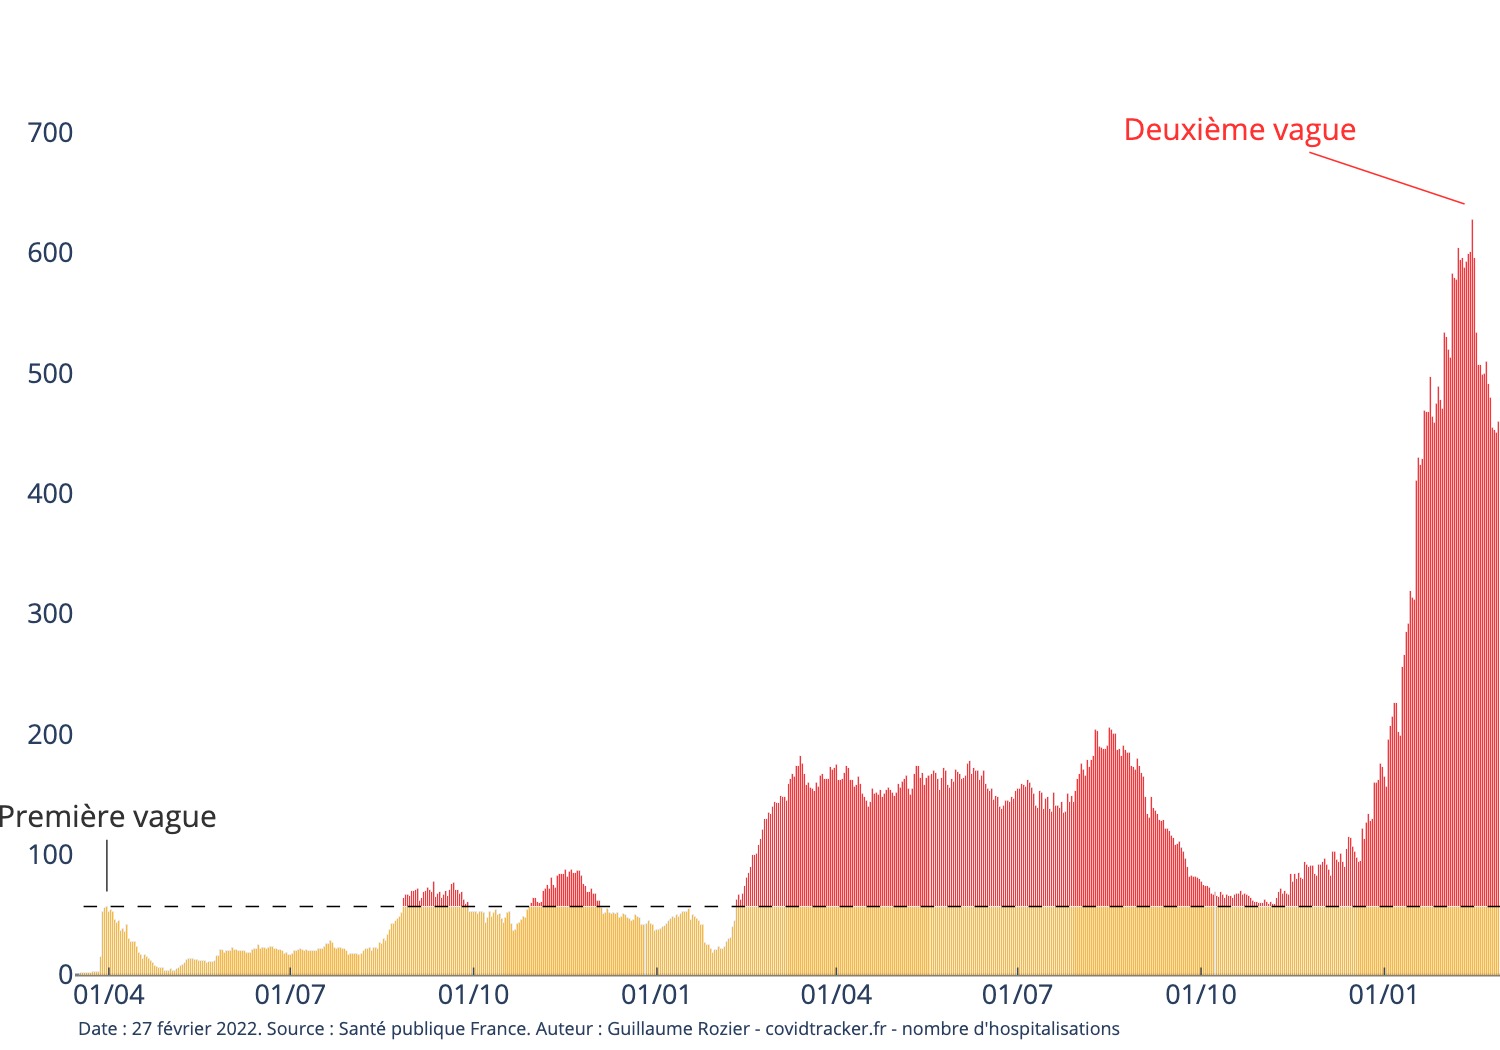 700
Deuxième vague
600
500
400
300
200
Première vague
100
0
01/04 01/07 01/10 01/01 01/04 01/07 01/10 01/01
Date : 27 février 2022. Source : Santé publique France. Auteur : Guillaume Rozier - covidtracker.fr - nombre d'hospitalisations